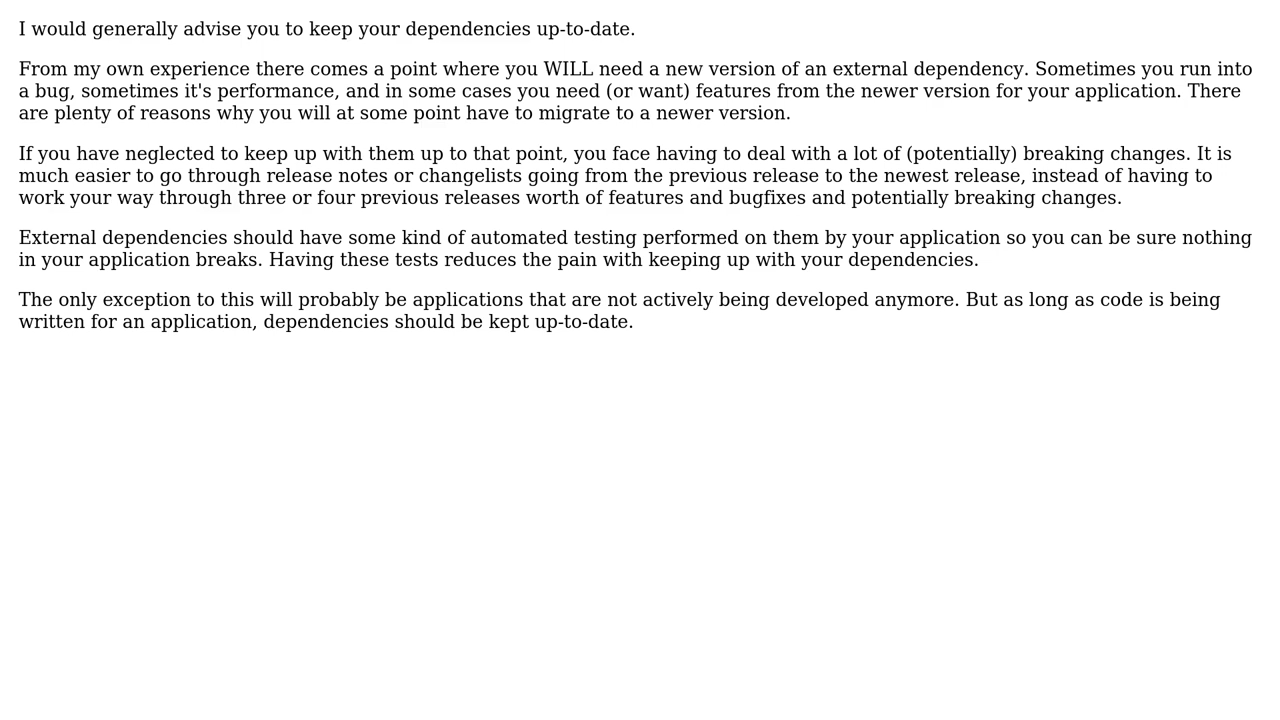 I would generally advise you to keep your dependencies up-to-date.
From my own experience there comes a point where you WILL need a new version of an external dependency. Sometimes you run into
a bug, sometimes it's performance, and in some cases you need (or want) features from the newer version for your application. There
are plenty of reasons why you will at some point have to migrate to a newer version.
If you have neglected to keep up with them up to that point, you face having to deal with a lot of (potentially) breaking changes. It is
much easier to go through release notes or changelists going from the previous release to the newest release, instead of having to
work your way through three or four previous releases worth of features and bugfixes and potentially breaking changes.
External dependencies should have some kind of automated testing performed on them by your application so you can be sure nothing
in your application breaks. Having these tests reduces the pain with keeping up with your dependencies.
The only exception to this will probably be applications that are not actively being developed anymore. But as long as code is being
written for an application, dependencies should be kept up-to-date.